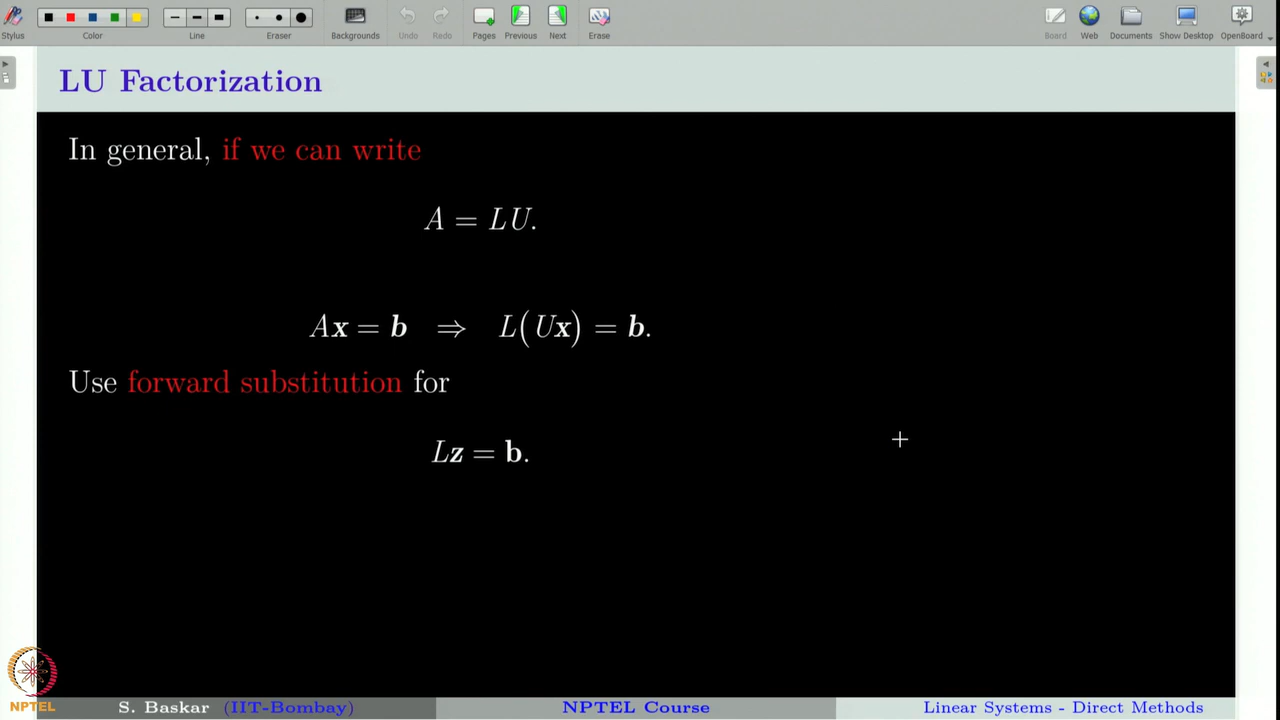 Stylus Color Line Eraser Backgrounds Undo Redo Pages Previous Next Erase Board Web Documents Show Desktop OpenBoard
LU Factorization
In general, if we can write
A = LU.
Ax = b ⇒ L(Ux) = b.
Use forward substitution for
Lz = b.
NPTEL
S. Baskar (IIT-Bombay) NPTEL Course Linear Systems - Direct Methods